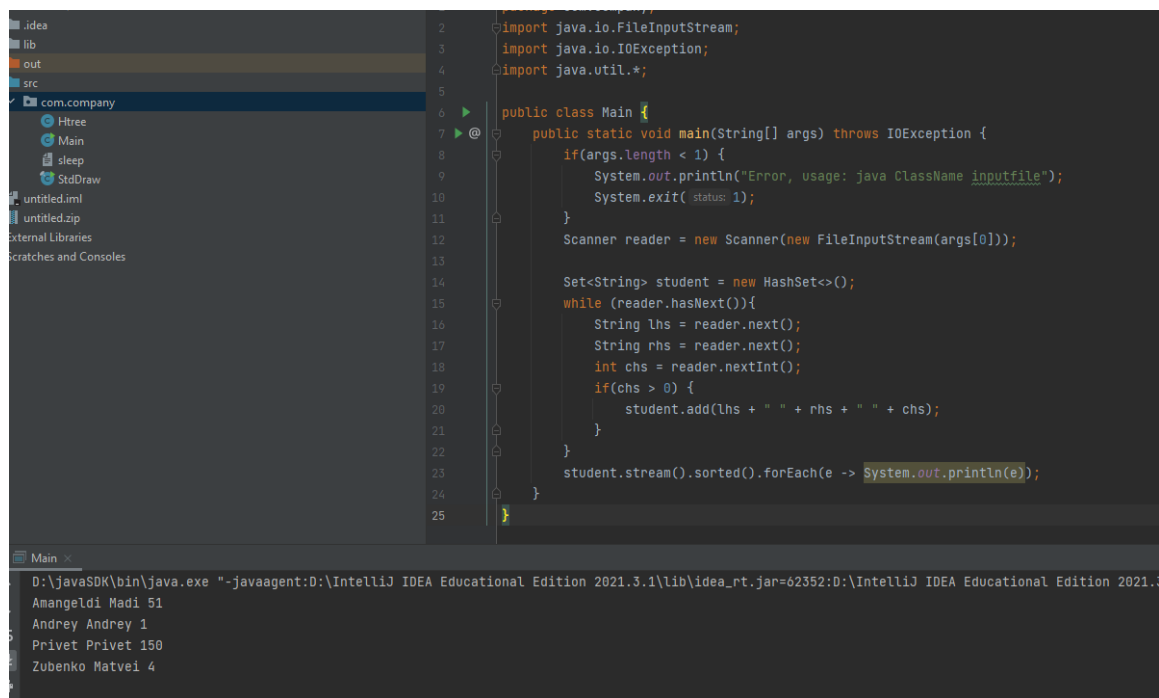 .idea
lib
out
src
com.company
Htree
Main
sleep
StdDraw
untitled.iml
untitled.zip
External Libraries
Scratches and Consoles
2 import java.io.FileInputStream;
3 import java.io.IOException;
4 import java.util.*;
5
6 public class Main {
7 @ public static void main(String[] args) throws IOException {
8 if(args.length < 1) {
9 System.out.println("Error, usage: java ClassName inputfile");
10 System.exit( status: 1);
11 }
12 Scanner reader = new Scanner(new FileInputStream(args[0]));
13
14 Set<String> student = new HashSet<>();
15 while (reader.hasNext()){
16 String lhs = reader.next();
17 String rhs = reader.next();
18 int chs = reader.nextInt();
19 if(chs > 0) {
20 student.add(lhs + " " + rhs + " " + chs);
21 }
22 }
23 student.stream().sorted().forEach(e -> System.out.println(e));
24 }
25 }
Main ×
D:\javaSDK\bin\java.exe "-javaagent:D:\IntelliJ IDEA Educational Edition 2021.3.1\lib\idea_rt.jar=62352:D:\IntelliJ IDEA Educational Edition 2021.
Amangeldi Madi 51
Andrey Andrey 1
Privet Privet 150
Zubenko Matvei 4